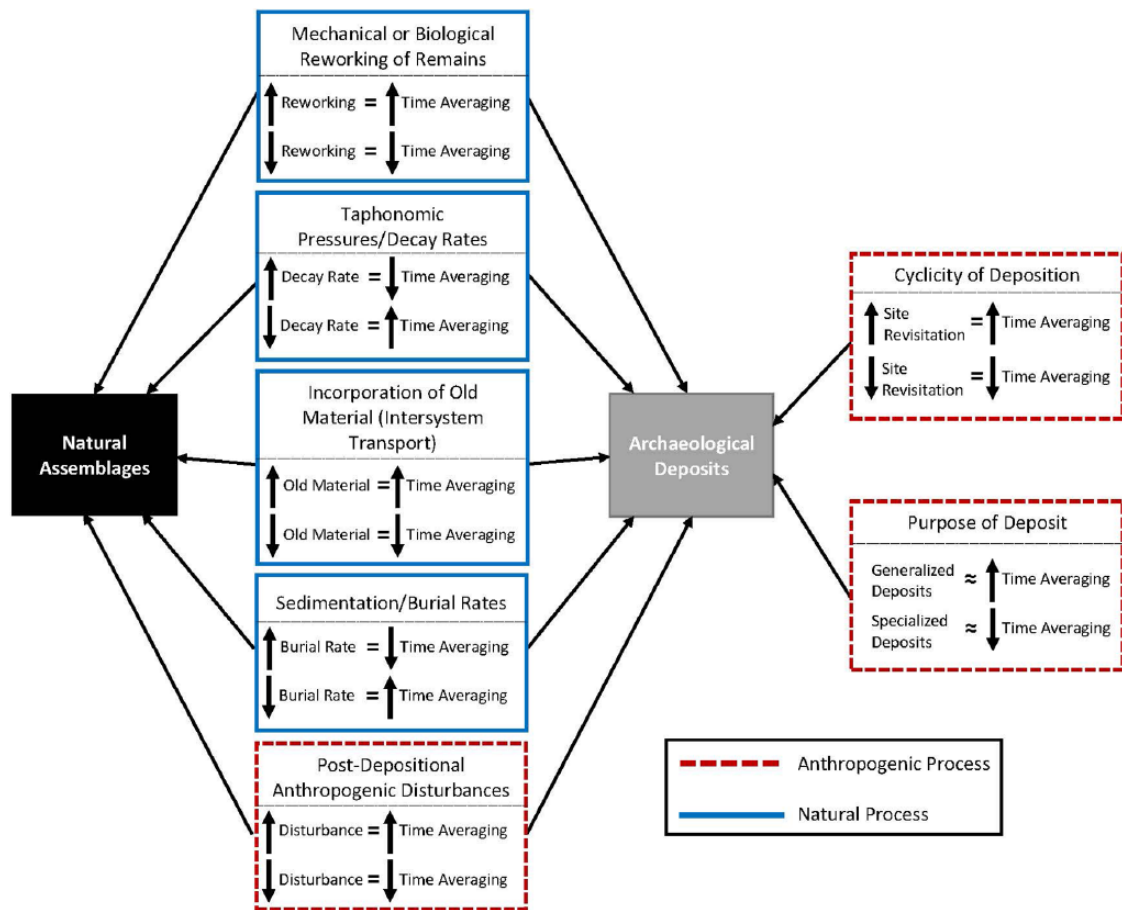 Mechanical or Biological
Reworking of Remains
Reworking = Time Averaging
Reworking = Time Averaging
Taphonomic
Pressures/Decay Rates
Decay Rate = Time Averaging
Decay Rate = Time Averaging
Incorporation of Old
Material (Intersystem
Transport)
Old Material = Time Averaging
Old Material = Time Averaging
Sedimentation/Burial Rates
Burial Rate = Time Averaging
Burial Rate = Time Averaging
Post-Depositional
Anthropogenic Disturbances
Disturbance = Time Averaging
Disturbance = Time Averaging
Natural
Assemblages
Archaeological
Deposits
Cyclicity of Deposition
Site
Revisitation = Time Averaging
Site
Revisitation = Time Averaging
Purpose of Deposit
Generalized
Deposits ≈ Time Averaging
Specialized
Deposits ≈ Time Averaging
Anthropogenic Process
Natural Process